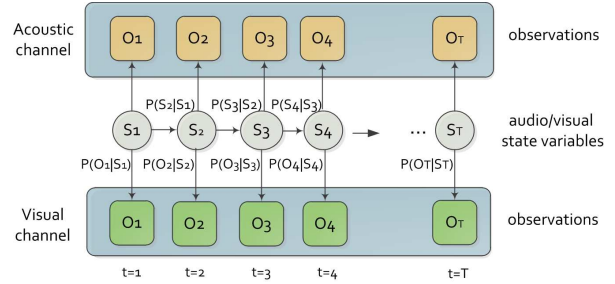 Acoustic
channel
O1 O2 O3 O4 OT
observations
P(S2|S1) P(S3|S2) P(S4|S3)
S1 S2 S3 S4 ... ST
audio/visual
state variables
P(O1|S1) P(O2|S2) P(O3|S3) P(O4|S4) P(OT|ST)
Visual
channel
O1 O2 O3 O4 OT
observations
t=1 t=2 t=3 t=4 t=T